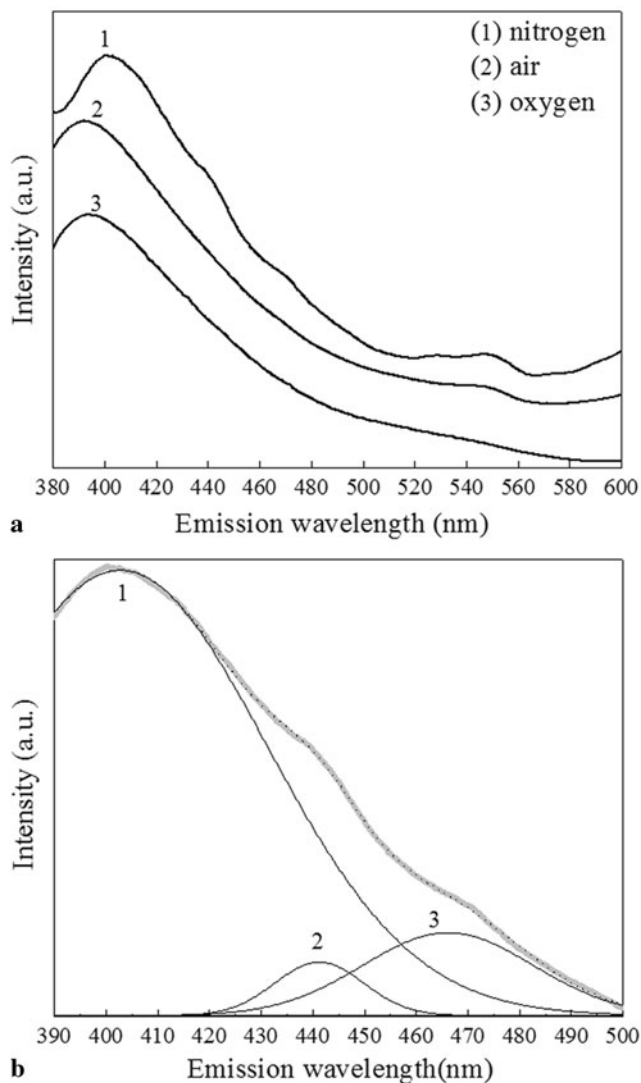 1
2
3
(1) nitrogen
(2) air
(3) oxygen
Intensity (a.u.)
380 400 420 440 460 480 500 520 540 560 580 600
Emission wavelength (nm)
a
1
2
3
Intensity (a.u.)
390 400 410 420 430 440 450 460 470 480 490 500
Emission wavelength(nm)
b